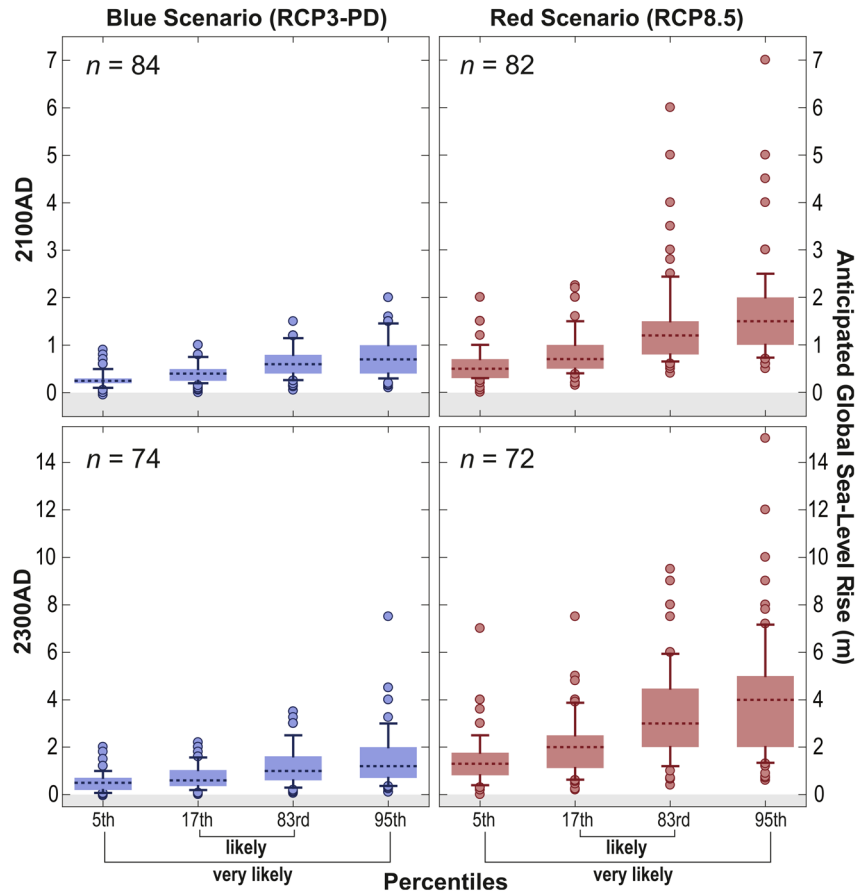 Blue Scenario (RCP3-PD) Red Scenario (RCP8.5)
n = 84 n = 82
7 7
6 6
5 5
4 4
3 3
2 2
1 1
0 0
2100AD
n = 74 n = 72
14 14
12 12
10 10
8 8
6 6
4 4
2 2
0 0
2300AD
Anticipated Global Sea-Level Rise (m)
5th 17th 83rd 95th 5th 17th 83rd 95th
likely likely
very likely very likely
Percentiles